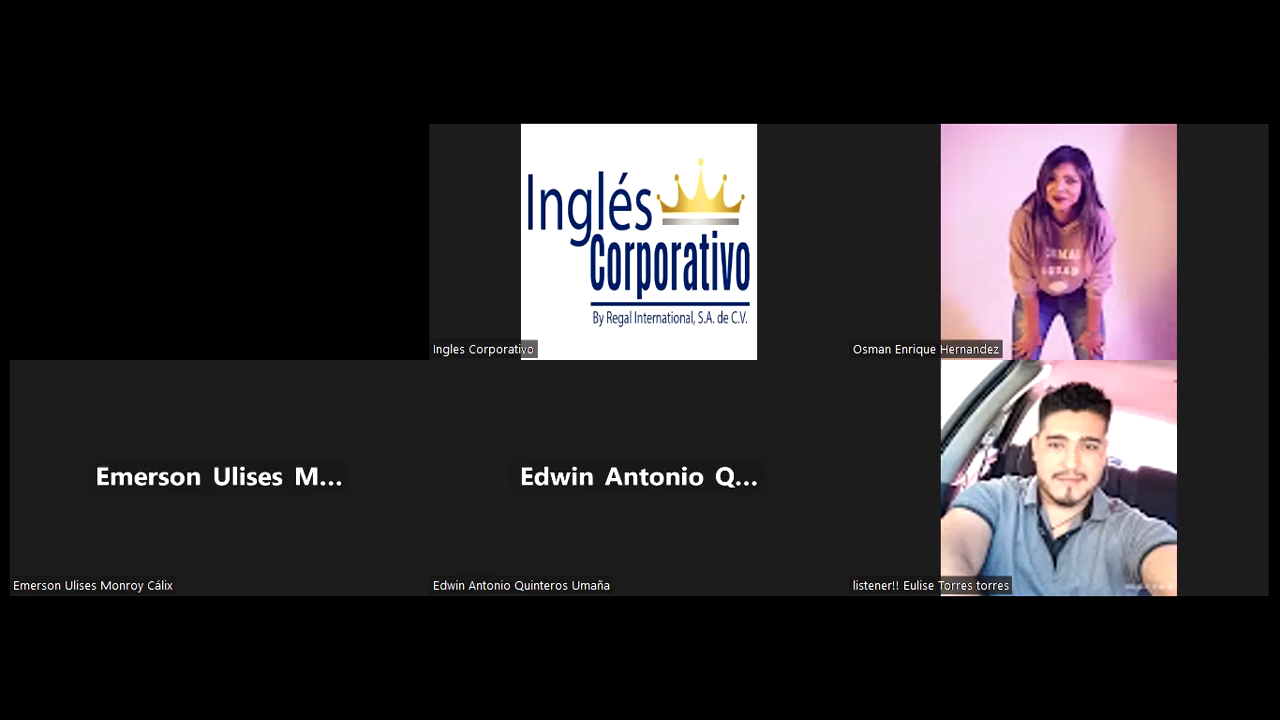 Inglés
Corporativo
By Regal International, S.A. de C.V.
Ingles Corporativo
Osman Enrique Hernandez
Emerson Ulises M...
Edwin Antonio Q...
Emerson Ulises Monroy Cálix
Edwin Antonio Quinteros Umaña
listener!! Eulise Torres torres